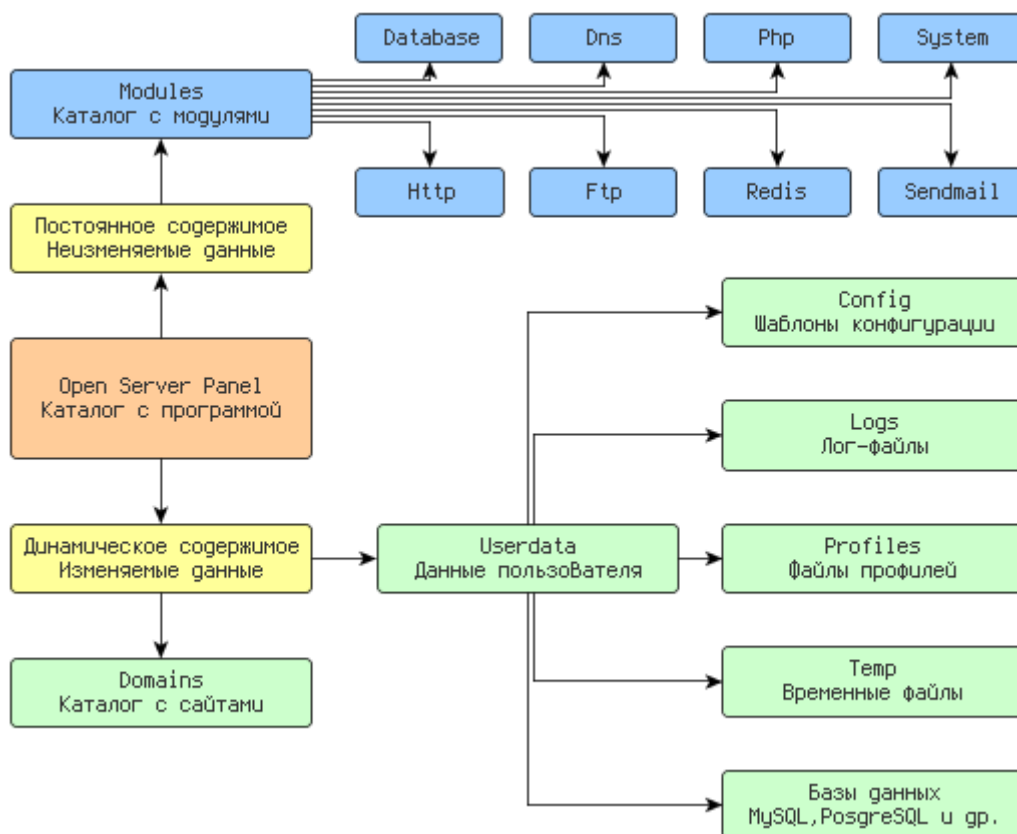 Database
Dns
Php
System
Modules
Каталог с модулями
Http
Ftp
Redis
Sendmail
Постоянное содержимое
Неизменяемые данные
Config
Шаблоны конфигурации
Open Server Panel
Каталог с программой
Logs
Лог-файлы
Динамическое содержимое
Изменяемые данные
Userdata
Данные пользователя
Profiles
Файлы профилей
Domains
Каталог с сайтами
Temp
Временные файлы
Базы данных
MySQL,PosgreSQL и др.